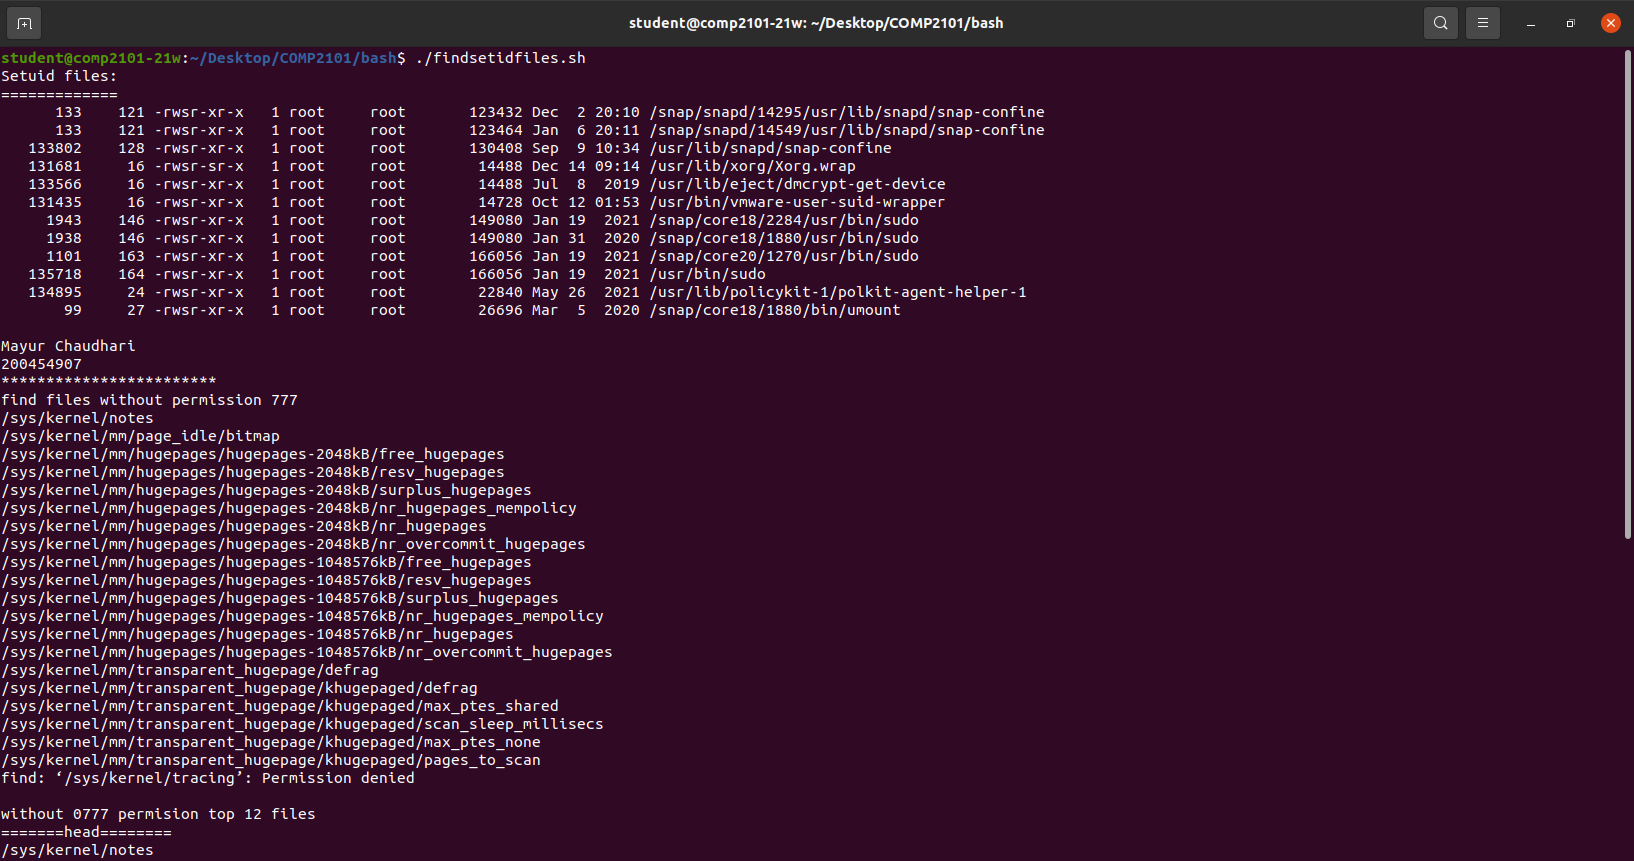 student@comp2101-21w: ~/Desktop/COMP2101/bash
student@comp2101-21w:~/Desktop/COMP2101/bash$ ./findsetidfiles.sh
Setuid files:
=============
      133    121 -rwsr-xr-x   1 root     root       123432 Dec  2 20:10 /snap/snapd/14295/usr/lib/snapd/snap-confine
      133    121 -rwsr-xr-x   1 root     root       123464 Jan  6 20:11 /snap/snapd/14549/usr/lib/snapd/snap-confine
   133802    128 -rwsr-xr-x   1 root     root       130408 Sep  9 10:34 /usr/lib/snapd/snap-confine
   131681     16 -rwsr-sr-x   1 root     root        14488 Dec 14 09:14 /usr/lib/xorg/Xorg.wrap
   133566     16 -rwsr-xr-x   1 root     root        14488 Jul  8  2019 /usr/lib/eject/dmcrypt-get-device
   131435     16 -rwsr-xr-x   1 root     root        14728 Oct 12 01:53 /usr/bin/vmware-user-suid-wrapper
     1943    146 -rwsr-xr-x   1 root     root       149080 Jan 19  2021 /snap/core18/2284/usr/bin/sudo
     1938    146 -rwsr-xr-x   1 root     root       149080 Jan 31  2020 /snap/core18/1880/usr/bin/sudo
     1101    163 -rwsr-xr-x   1 root     root       166056 Jan 19  2021 /snap/core20/1270/usr/bin/sudo
   135718    164 -rwsr-xr-x   1 root     root       166056 Jan 19  2021 /usr/bin/sudo
   134895     24 -rwsr-xr-x   1 root     root        22840 May 26  2021 /usr/lib/policykit-1/polkit-agent-helper-1
       99     27 -rwsr-xr-x   1 root     root        26696 Mar  5  2020 /snap/core18/1880/bin/umount
Mayur Chaudhari
200454907
************************
find files without permission 777
/sys/kernel/notes
/sys/kernel/mm/page_idle/bitmap
/sys/kernel/mm/hugepages/hugepages-2048kB/free_hugepages
/sys/kernel/mm/hugepages/hugepages-2048kB/resv_hugepages
/sys/kernel/mm/hugepages/hugepages-2048kB/surplus_hugepages
/sys/kernel/mm/hugepages/hugepages-2048kB/nr_hugepages_mempolicy
/sys/kernel/mm/hugepages/hugepages-2048kB/nr_hugepages
/sys/kernel/mm/hugepages/hugepages-2048kB/nr_overcommit_hugepages
/sys/kernel/mm/hugepages/hugepages-1048576kB/free_hugepages
/sys/kernel/mm/hugepages/hugepages-1048576kB/resv_hugepages
/sys/kernel/mm/hugepages/hugepages-1048576kB/surplus_hugepages
/sys/kernel/mm/hugepages/hugepages-1048576kB/nr_hugepages_mempolicy
/sys/kernel/mm/hugepages/hugepages-1048576kB/nr_hugepages
/sys/kernel/mm/hugepages/hugepages-1048576kB/nr_overcommit_hugepages
/sys/kernel/mm/transparent_hugepage/defrag
/sys/kernel/mm/transparent_hugepage/khugepaged/defrag
/sys/kernel/mm/transparent_hugepage/khugepaged/max_ptes_shared
/sys/kernel/mm/transparent_hugepage/khugepaged/scan_sleep_millisecs
/sys/kernel/mm/transparent_hugepage/khugepaged/max_ptes_none
/sys/kernel/mm/transparent_hugepage/khugepaged/pages_to_scan
find: ‘/sys/kernel/tracing’: Permission denied
without 0777 permision top 12 files
=======head========
/sys/kernel/notes